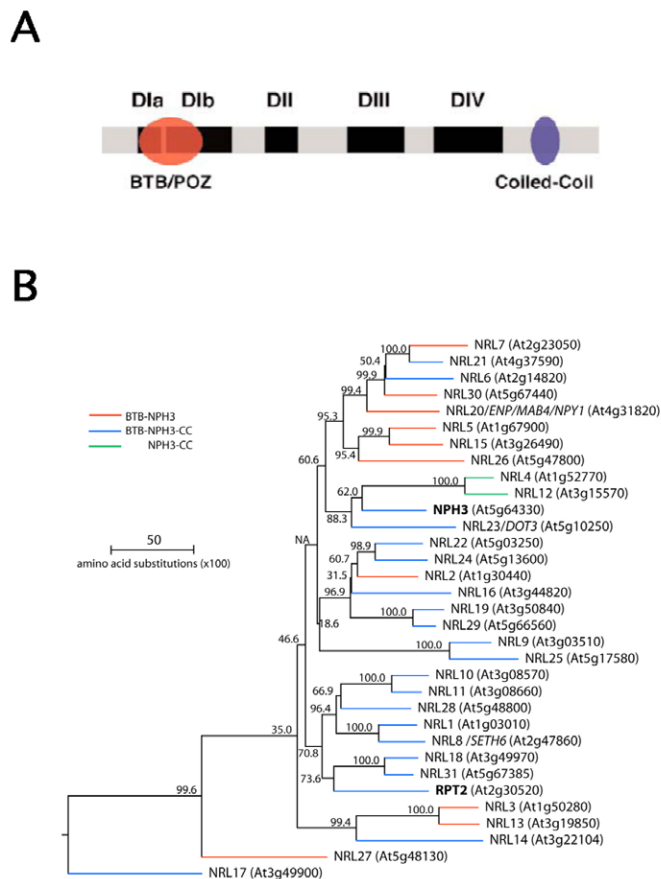 A
DIa DIb DII DIII DIV
BTB/POZ Coiled-Coil
B
BTB-NPH3
BTB-NPH3-CC
NPH3-CC
50
amino acid substitutions (x100)
100.0 NRL7 (At2g23050)
50.4 NRL21 (At4g37590)
99.9 NRL6 (At2g14820)
99.4 NRL30 (At5g67440)
NRL20/ENP/MAB4/NPY1 (At4g31820)
95.3 NRL5 (At1g67900)
99.9 NRL15 (At3g26490)
95.4 NRL26 (At5g47800)
60.6 100.0 NRL4 (At1g52770)
62.0 NRL12 (At3g15570)
NPH3 (At5g64330)
88.3 NRL23/DOT3 (At5g10250)
NA 98.9 NRL22 (At5g03250)
60.7 NRL24 (At5g13600)
31.5 NRL2 (At1g30440)
96.9 NRL16 (At3g44820)
100.0 NRL19 (At3g50840)
18.6 NRL29 (At5g66560)
46.6 100.0 NRL9 (At3g03510)
NRL25 (At5g17580)
100.0 NRL10 (At3g08570)
66.9 NRL11 (At3g08660)
96.4 NRL28 (At5g48800)
100.0 NRL1 (At1g03010)
35.0 NRL8 /SETH6 (At2g47860)
70.8 100.0 NRL18 (At3g49970)
73.6 NRL31 (At5g67385)
RPT2 (At2g30520)
99.6 100.0 NRL3 (At1g50280)
99.4 NRL13 (At3g19850)
NRL14 (At3g22104)
NRL27 (At5g48130)
NRL17 (At3g49900)